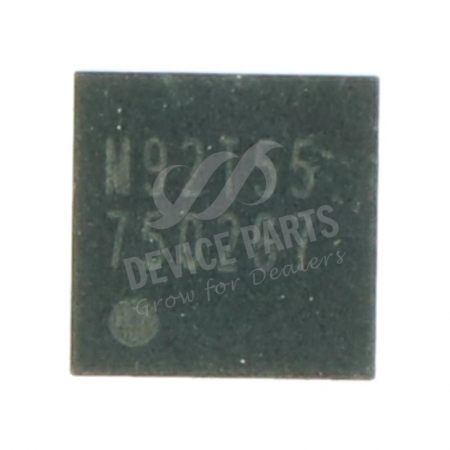 M92T55
DEVICE PARTS
Grow for Dealers